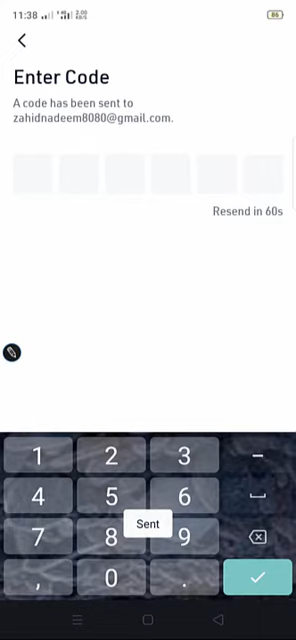 11:38
86
Enter Code
A code has been sent to
zahidnadeem8080@gmail.com.
Resend in 60s
1 2 3 –
4 5 6
7 8 9
Sent
, 0 .